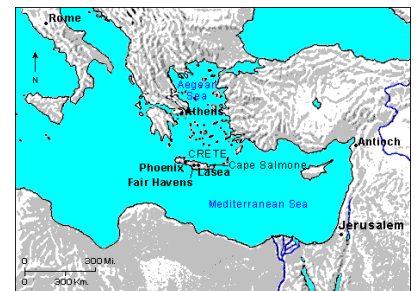 Rome
N
Aegean
Sea
Athens
Antioch
CRETE
Phoenix
Cape Salmone
Lasea
Fair Havens
Mediterranean Sea
Jerusalem
0 300 Mi.
0 300 Km.